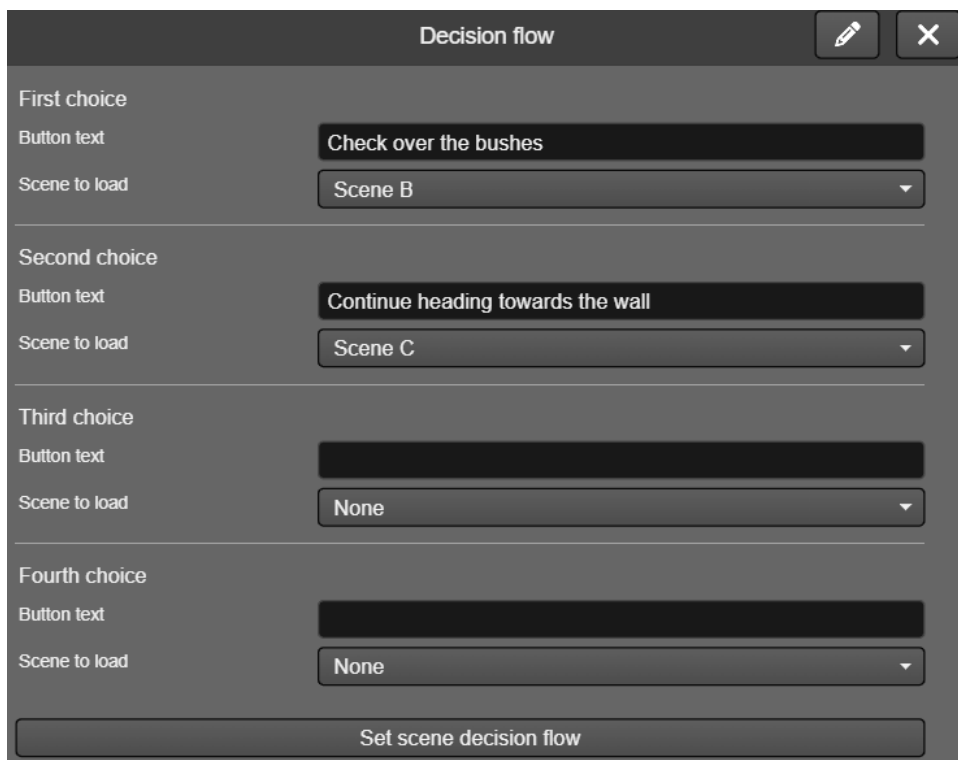 Decision flow
First choice
Button text
Check over the bushes
Scene to load
Scene B
Second choice
Button text
Continue heading towards the wall
Scene to load
Scene C
Third choice
Button text
Scene to load
None
Fourth choice
Button text
Scene to load
None
Set scene decision flow